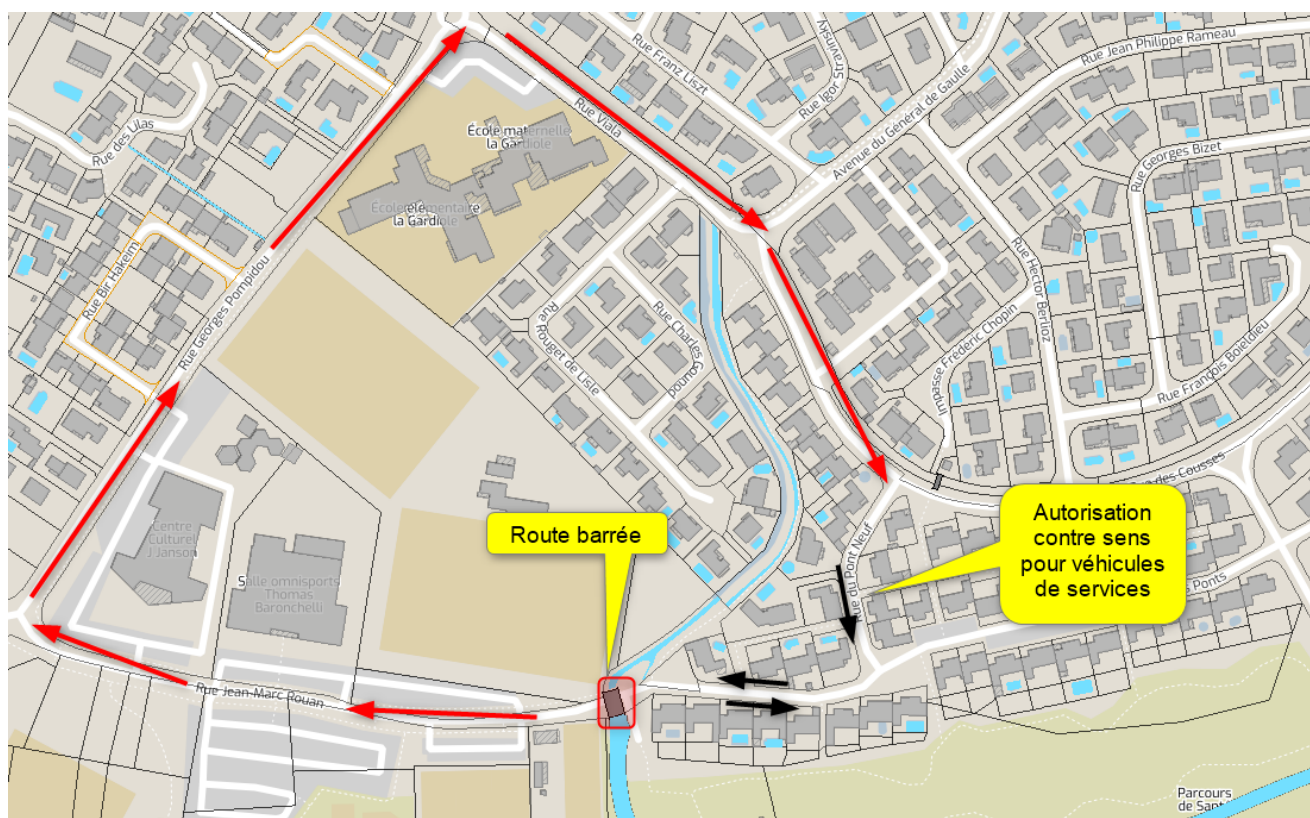 Rue Franz Liszt
Rue Igor Stravinsky
Rue Jean Philippe Rameau
Rue Viala
Avenue du Général de Gaulle
Rue des Lilas
École maternelle
la Gardiole
Rue Georges Bizet
École élémentaire
la Gardiole
Rue Bir Hakeim
Rue Georges Pompidou
Rue Hector Berlioz
Rue
Rouget de Lisle
Rue Charles Gounod
Impasse Frédéric Chopin
Rue François Boieldieu
des Cousses
Route barrée
Autorisation
contre sens
pour véhicules
de services
Centre
Culturel
J.Janson
Salle omnisports
Thomas
Baronchelli
Rue du Pont Neuf
Ponts
Rue Jean-Marc Rouan
Parcours